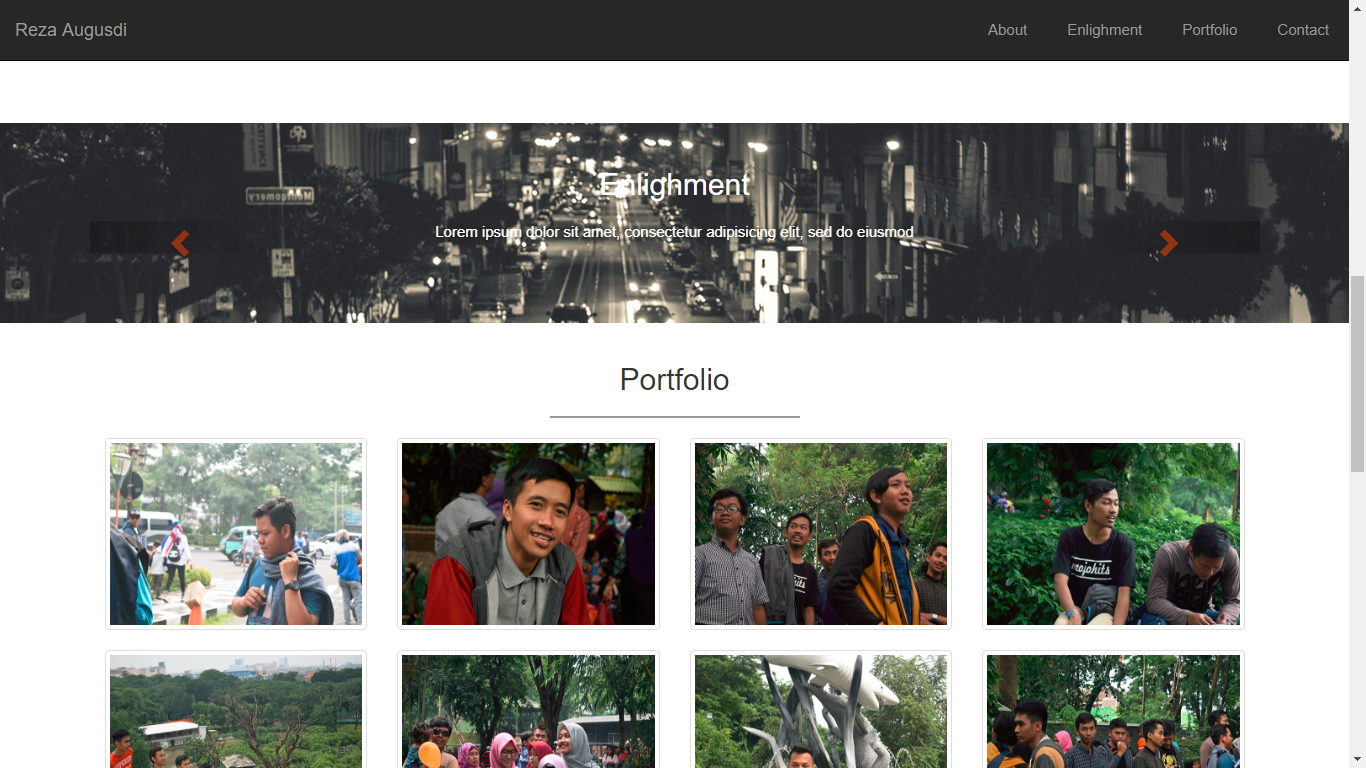 Reza Augusdi
About
Enlighment
Portfolio
Contact
Enlighment
Lorem ipsum dolor sit amet, consectetur adipisicing elit, sed do eiusmod
Portfolio